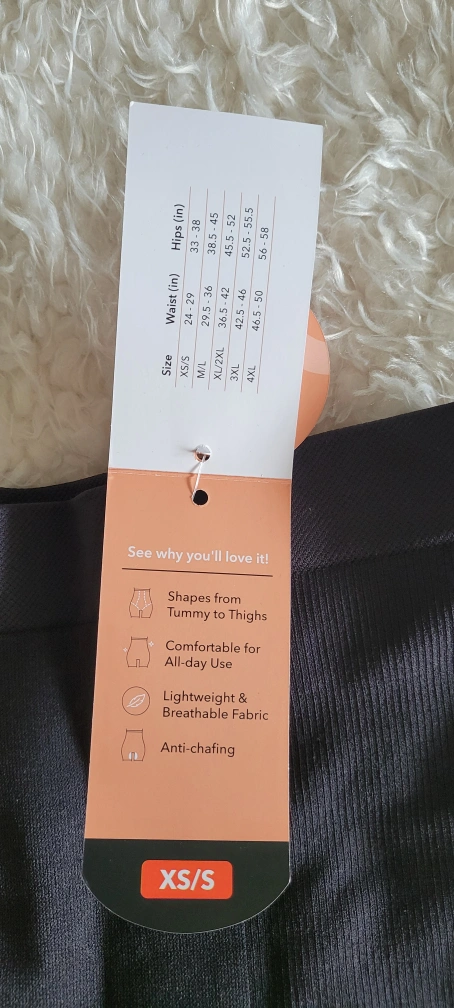 Size Waist (in) Hips (in)
XS/S 24 - 29 33 - 38
M/L 29.5 - 36 38.5 - 45
XL/2XL 36.5 - 42 45.5 - 52
3XL 42.5 - 46 52.5 - 55.5
4XL 46.5 - 50 56 - 58
See why you'll love it!
Shapes from
Tummy to Thighs
Comfortable for
All-day Use
Lightweight &
Breathable Fabric
Anti-chafing
XS/S